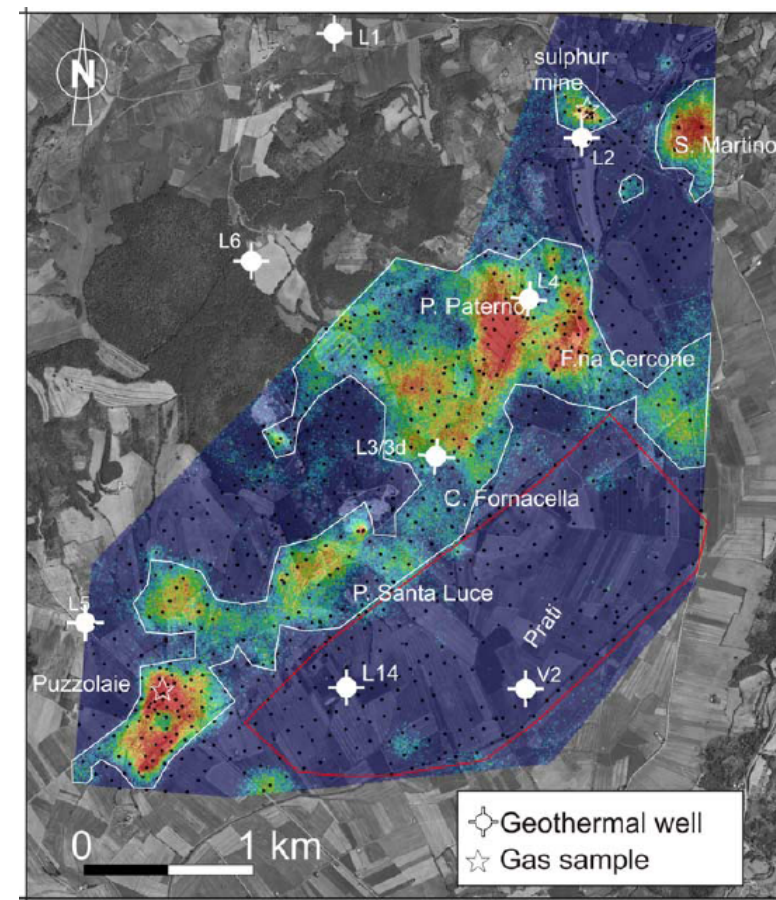 L1
sulphur
mine
N
L2
S. Martino
L6
L4
P. Paterno
F.na Cercone
L3/3d
C. Fornacella
P. Santa Luce
L5
Prati
Puzzolaie
L14
V2
0 1 km
Geothermal well
Gas sample